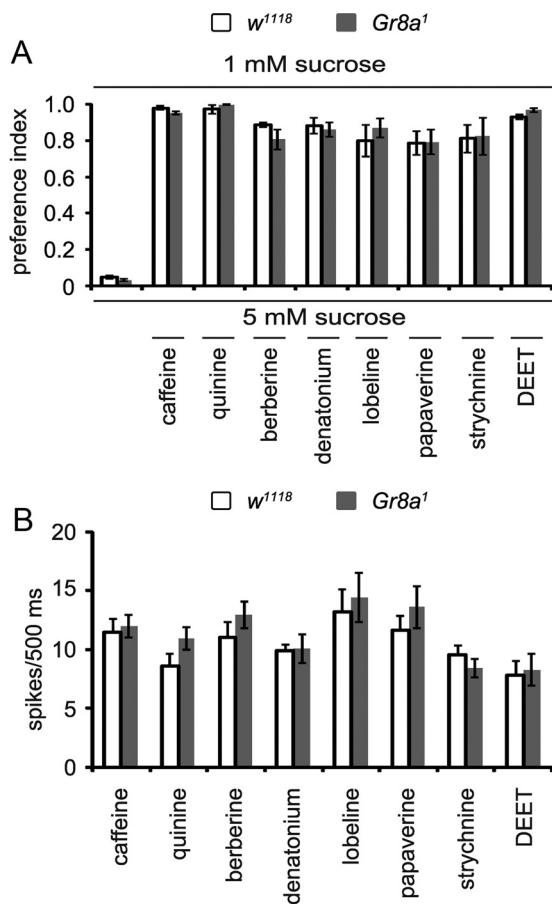 w1118 Gr8a1
A
1 mM sucrose
preference index
1.0
0.8
0.6
0.4
0.2
0
5 mM sucrose
caffeine
quinine
berberine
denatonium
lobeline
papaverine
strychnine
DEET
w1118 Gr8a1
B
spikes/500 ms
20
15
10
5
0
caffeine
quinine
berberine
denatonium
lobeline
papaverine
strychnine
DEET